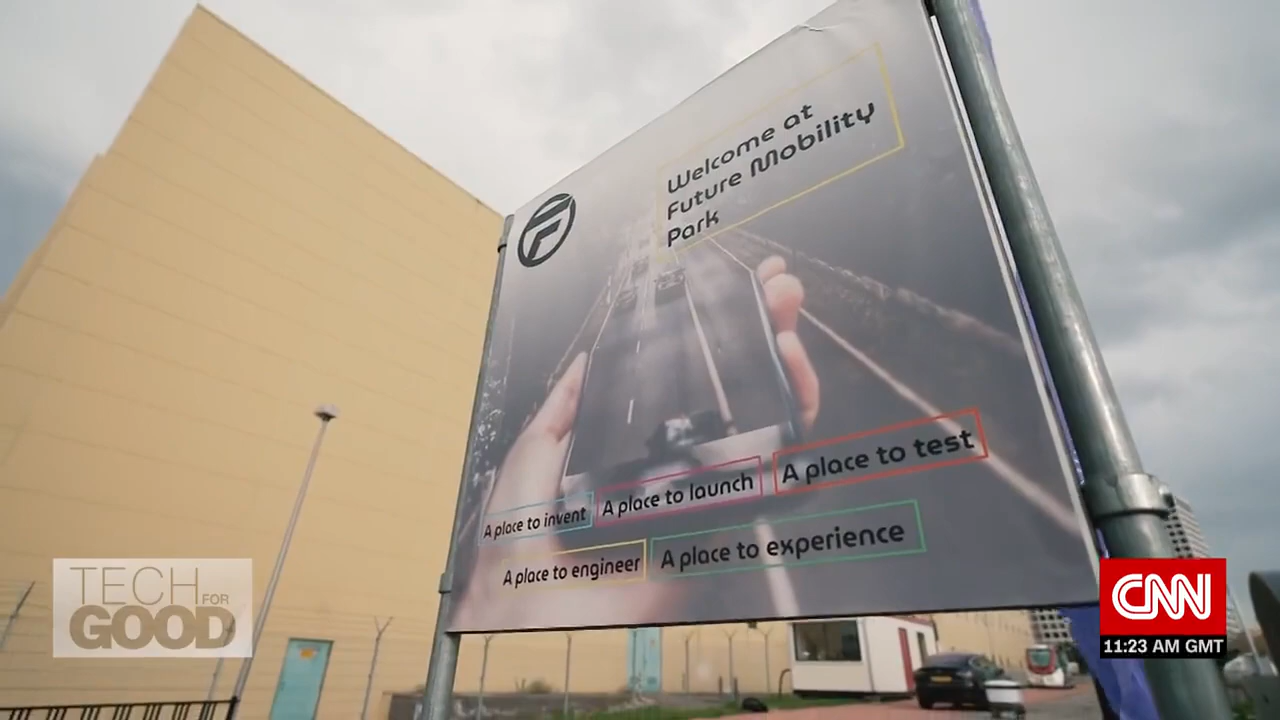 Welcome at
Future Mobility
Park
A place to invent
A place to launch
A place to test
A place to engineer
A place to experience
TECH
FOR
GOOD
CNN
11:23 AM GMT